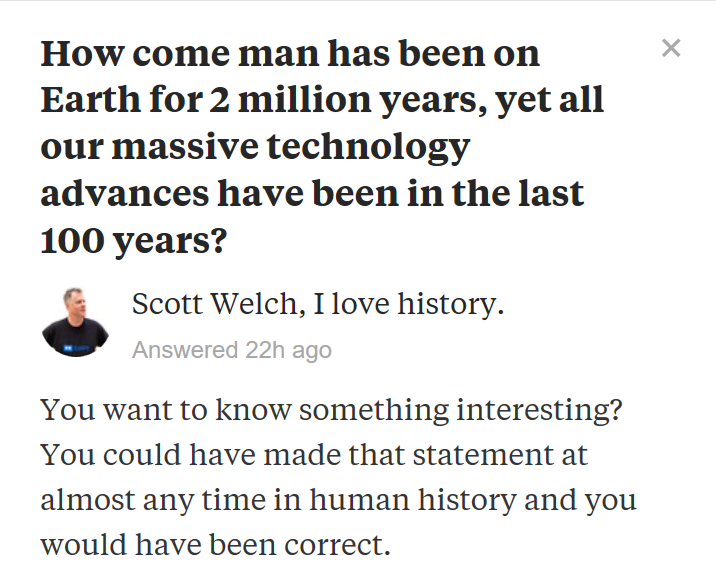 How come man has been on
Earth for 2 million years, yet all
our massive technology
advances have been in the last
100 years?
Scott Welch, I love history.
Answered 22h ago
You want to know something interesting?
You could have made that statement at
almost any time in human history and you
would have been correct.